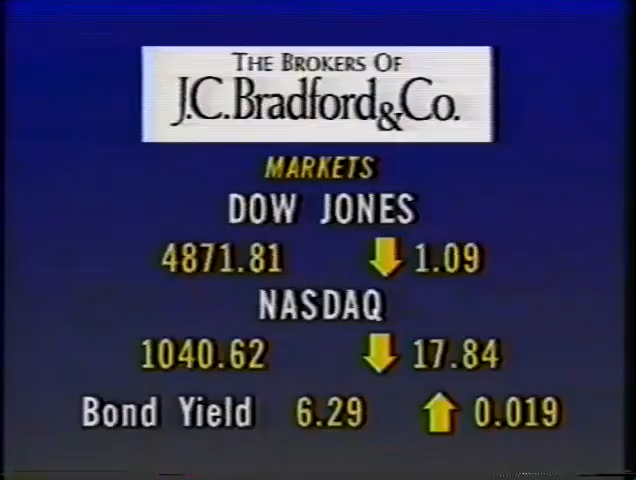 THE BROKERS OF
J.C. Bradford & Co.
MARKETS
DOW JONES
4871.81 1.09
NASDAQ
1040.62 17.84
Bond Yield 6.29 0.019